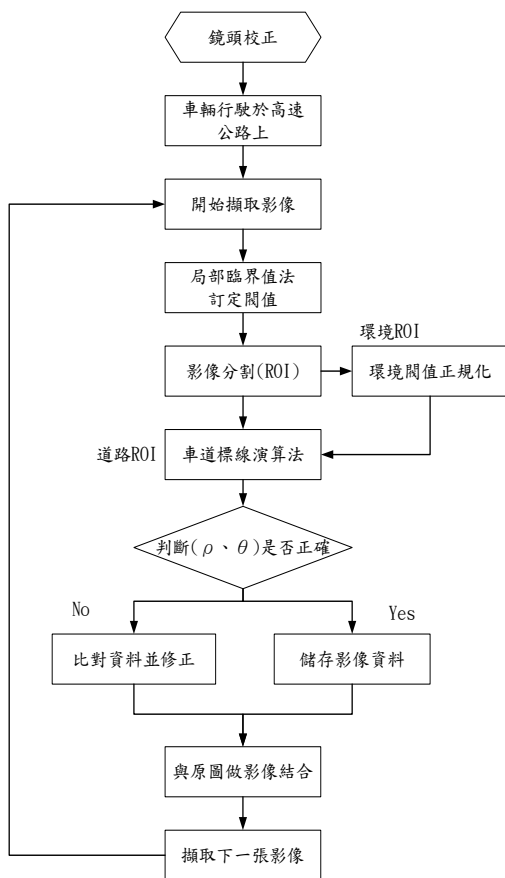 鏡頭校正
車輛行駛於高速
公路上
開始擷取影像
局部臨界值法
訂定閥值
環境ROI
影像分割(ROI)
環境閥值正規化
道路ROI
車道標線演算法
判斷(ρ、θ)是否正確
No
Yes
比對資料並修正
儲存影像資料
與原圖做影像結合
擷取下一張影像